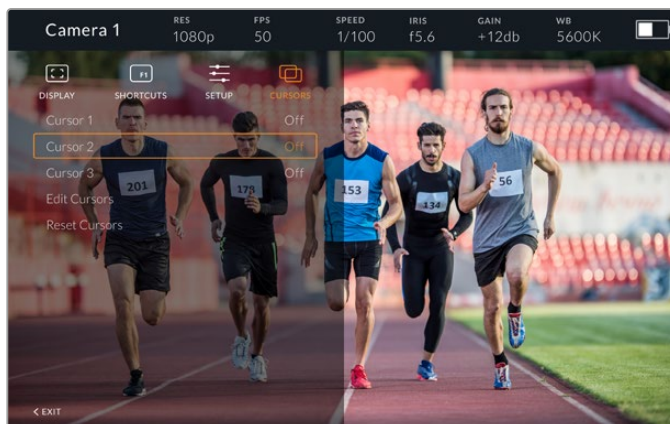 Camera 1
RES
1080p
FPS
50
SPEED
1/100
IRIS
f5.6
GAIN
+12db
WB
5600K
DISPLAY
F1
SHORTCUTS
SETUP
CURSORS
Cursor 1 Off
Cursor 2 Off
Cursor 3 Off
Edit Cursors
Reset Cursors
201
178
153
134
56
< EXIT